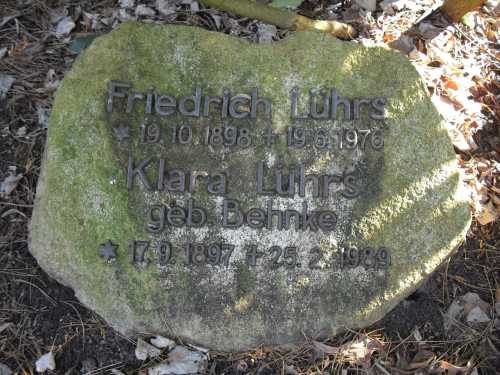 Friedrich Lührs
★ 19.10.1898 + 19.6.1976
Klara Lührs
geb. Behnke
★ 17.9.1897 + 25.2.1989